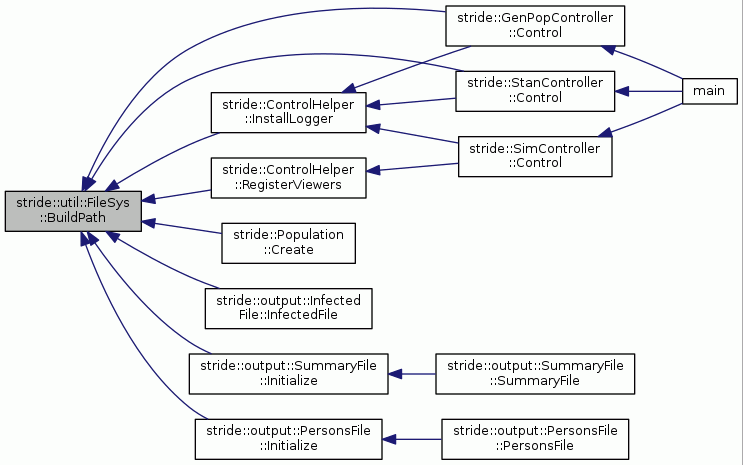 stride::GenPopController
::Control
stride::StanController
::Control
main
stride::ControlHelper
::InstallLogger
stride::SimController
::Control
stride::ControlHelper
::RegisterViewers
stride::util::FileSys
::BuildPath
stride::Population
::Create
stride::output::Infected
File::InfectedFile
stride::output::SummaryFile
::Initialize
stride::output::SummaryFile
::SummaryFile
stride::output::PersonsFile
::Initialize
stride::output::PersonsFile
::PersonsFile